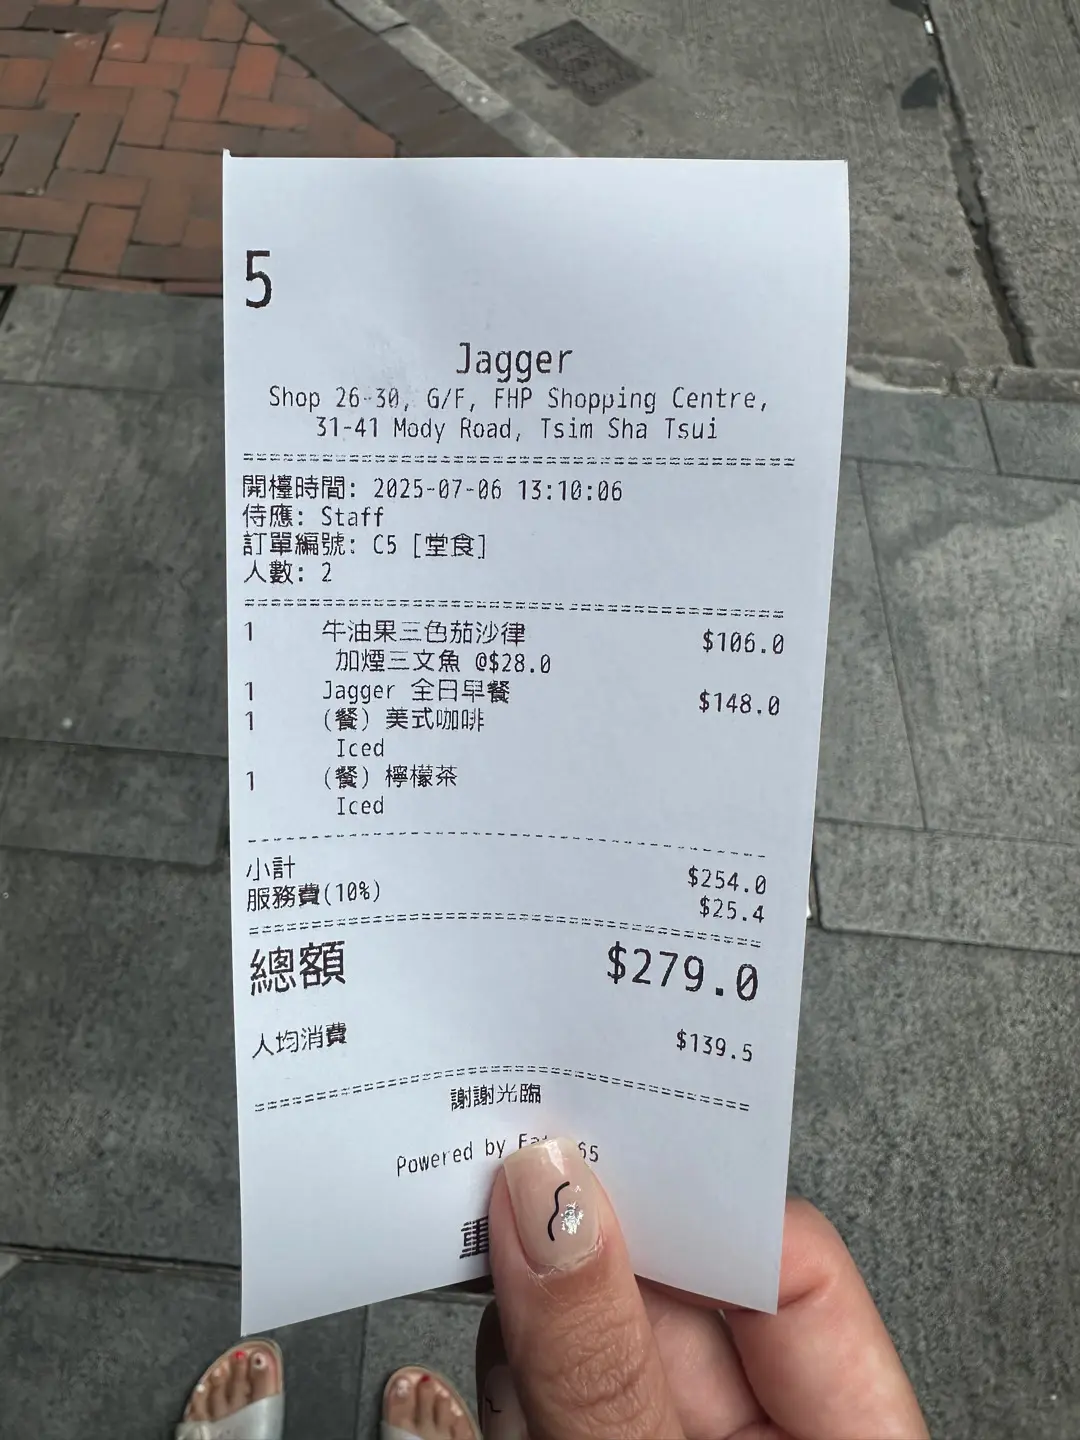 5
Jagger
Shop 26-30, G/F, FHP Shopping Centre,
31-41 Mody Road, Tsim Sha Tsui
開檯時間: 2025-07-06 13:10:06
侍應: Staff
訂單編號: C5 [堂食]
人數: 2
1 牛油果三色茄沙律 $106.0
加煙三文魚 @$28.0
1 Jagger 全日早餐 $148.0
1 (餐) 美式咖啡
Iced
1 (餐) 檸檬茶
Iced
小計 $254.0
服務費(10%) $25.4
總額 $279.0
人均消費 $139.5
謝謝光臨
Powered by